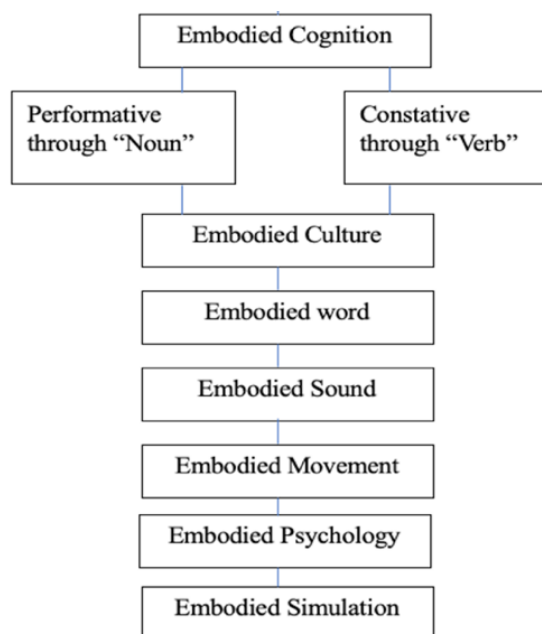 Embodied Cognition
Performative
through “Noun”
Constative
through “Verb”
Embodied Culture
Embodied word
Embodied Sound
Embodied Movement
Embodied Psychology
Embodied Simulation